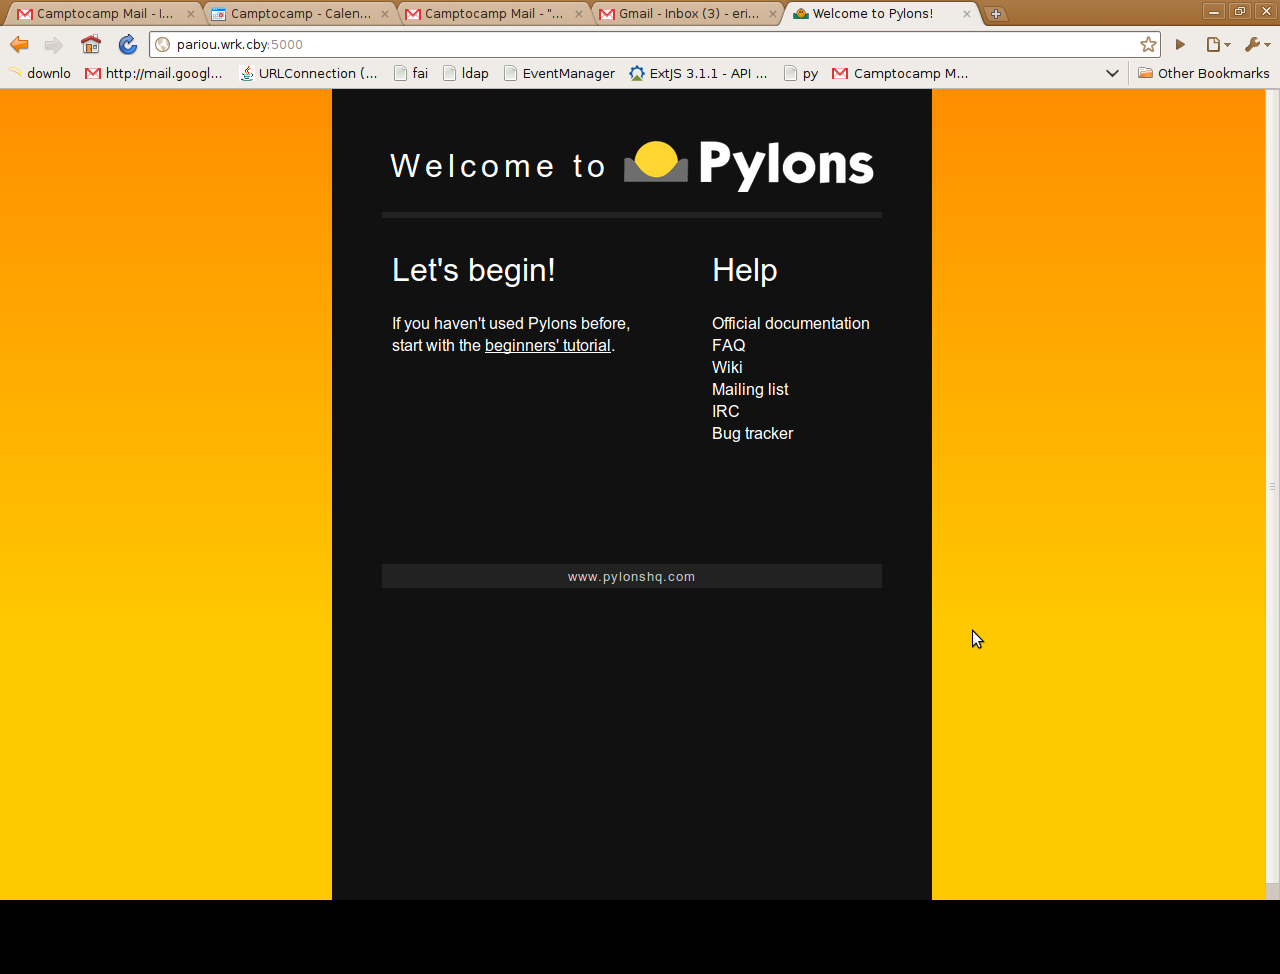 Camptocamp Mail - I...
Camptocamp - Calen...
Camptocamp Mail - "...
Gmail - Inbox (3) - eri...
Welcome to Pylons!
pariou.wrk.cby:5000
downlo
http://mail.googl...
URLConnection (...
fai
ldap
EventManager
ExtJS 3.1.1 - API ...
py
Camptocamp M...
Other Bookmarks
Welcome to Pylons
Let's begin!
If you haven't used Pylons before,
start with the beginners' tutorial.
Help
Official documentation
FAQ
Wiki
Mailing list
IRC
Bug tracker
www.pylonshq.com